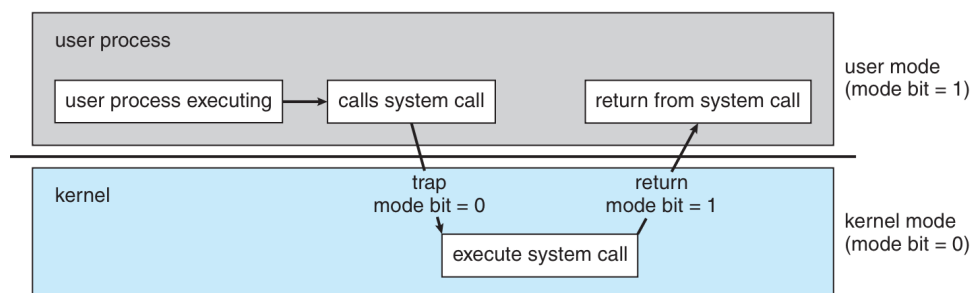 user process
user process executing
calls system call
return from system call
user mode
(mode bit = 1)
kernel
trap
mode bit = 0
return
mode bit = 1
execute system call
kernel mode
(mode bit = 0)